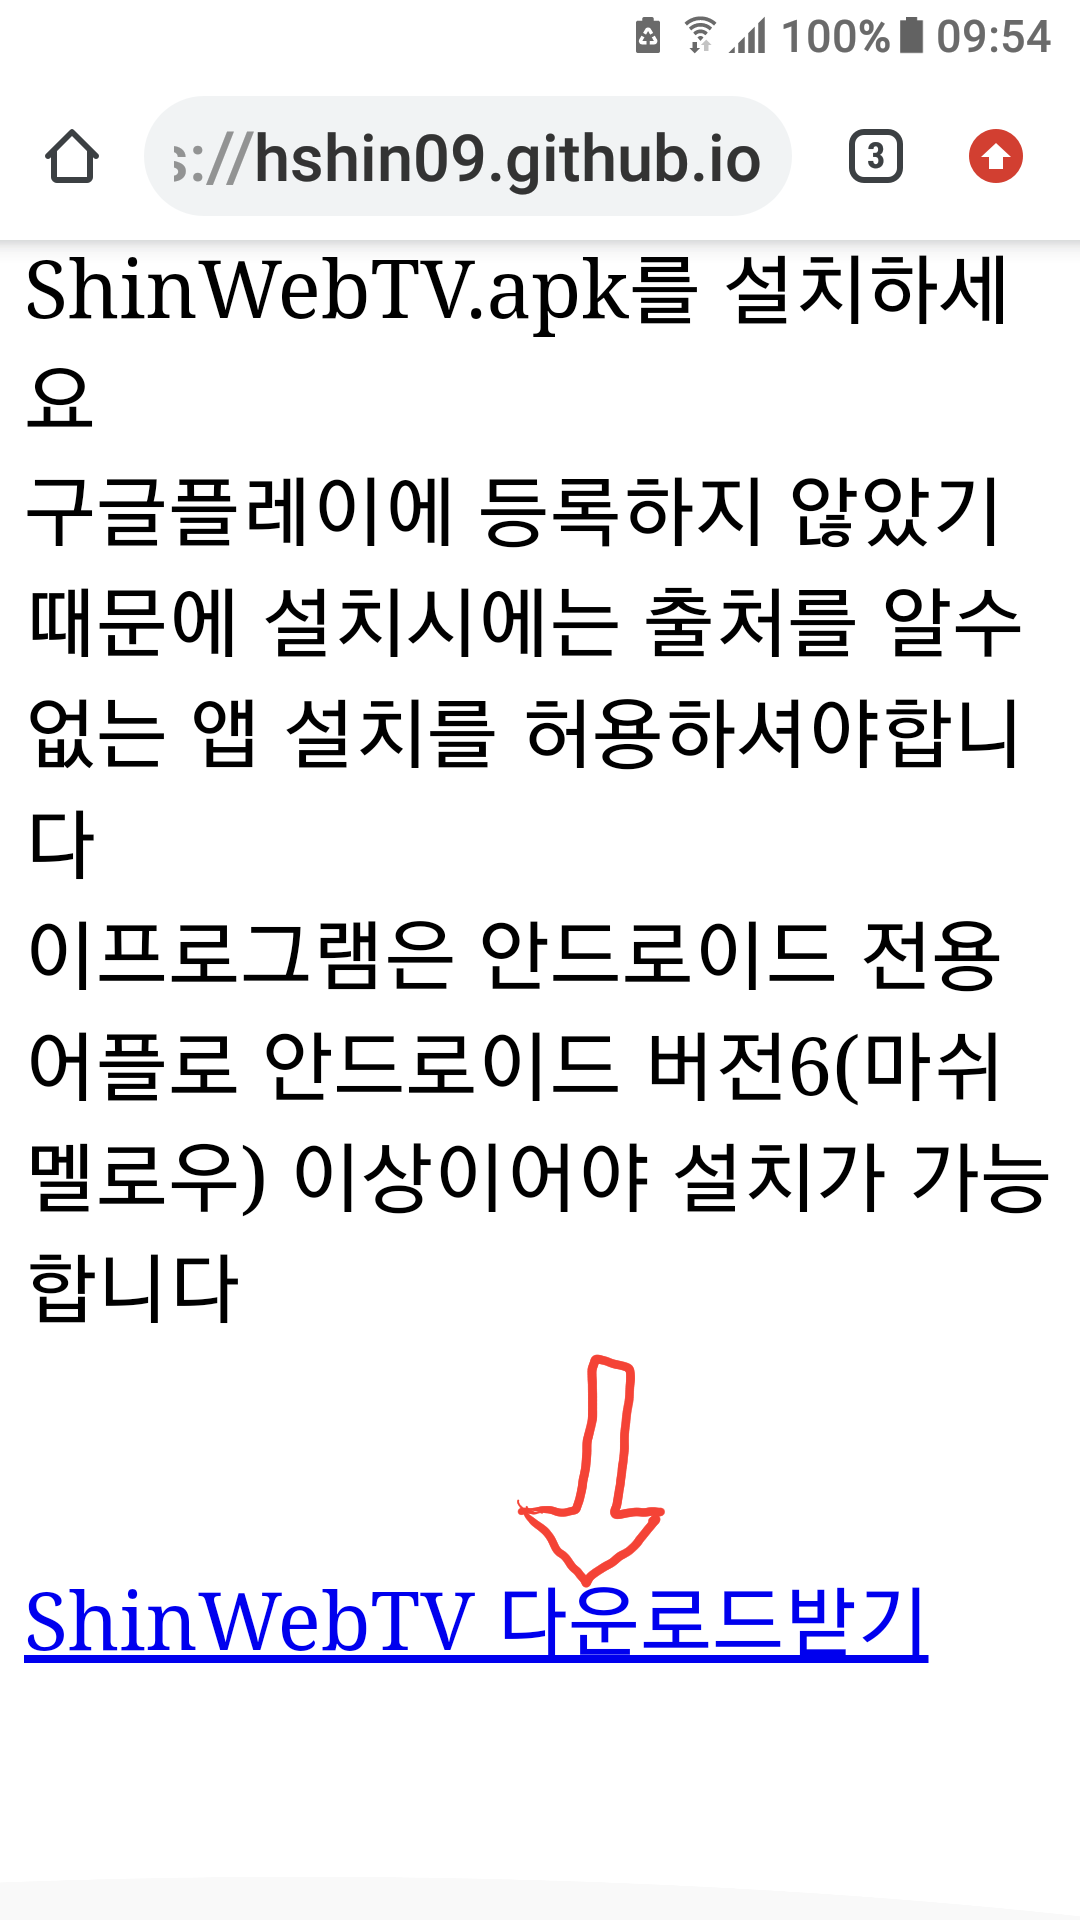 100% 09:54
s://hshin09.github.io 3
ShinWebTV.apk를 설치하세
요
구글플레이에 등록하지 않았기
때문에 설치시에는 출처를 알수
없는 앱 설치를 허용하셔야합니
다
이프로그램은 안드로이드 전용
어플로 안드로이드 버전6(마쉬
멜로우) 이상이어야 설치가 가능
합니다
ShinWebTV 다운로드받기